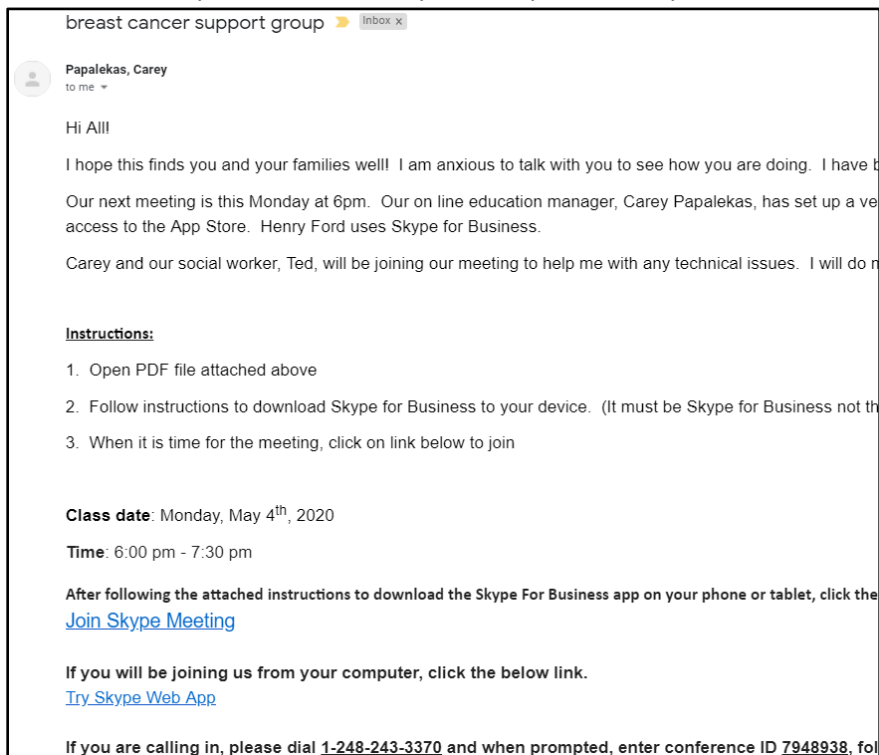 breast cancer support group Inbox x
Papalekas, Carey
to me
Hi All!
I hope this finds you and your families well! I am anxious to talk with you to see how you are doing. I have
Our next meeting is this Monday at 6pm. Our on line education manager, Carey Papalekas, has set up a
access to the App Store. Henry Ford uses Skype for Business.
Carey and our social worker, Ted, will be joining our meeting to help me with any technical issues. I will do
Instructions:
1. Open PDF file attached above
2. Follow instructions to download Skype for Business to your device. (It must be Skype for Business not
3. When it is time for the meeting, click on link below to join
Class date: Monday, May 4th, 2020
Time: 6:00 pm - 7:30 pm
After following the attached instructions to download the Skype For Business app on your phone or tablet, click the
Join Skype Meeting
If you will be joining us from your computer, click the below link.
Try Skype Web App
If you are calling in, please dial 1-248-243-3370 and when prompted, enter conference ID 7948938,